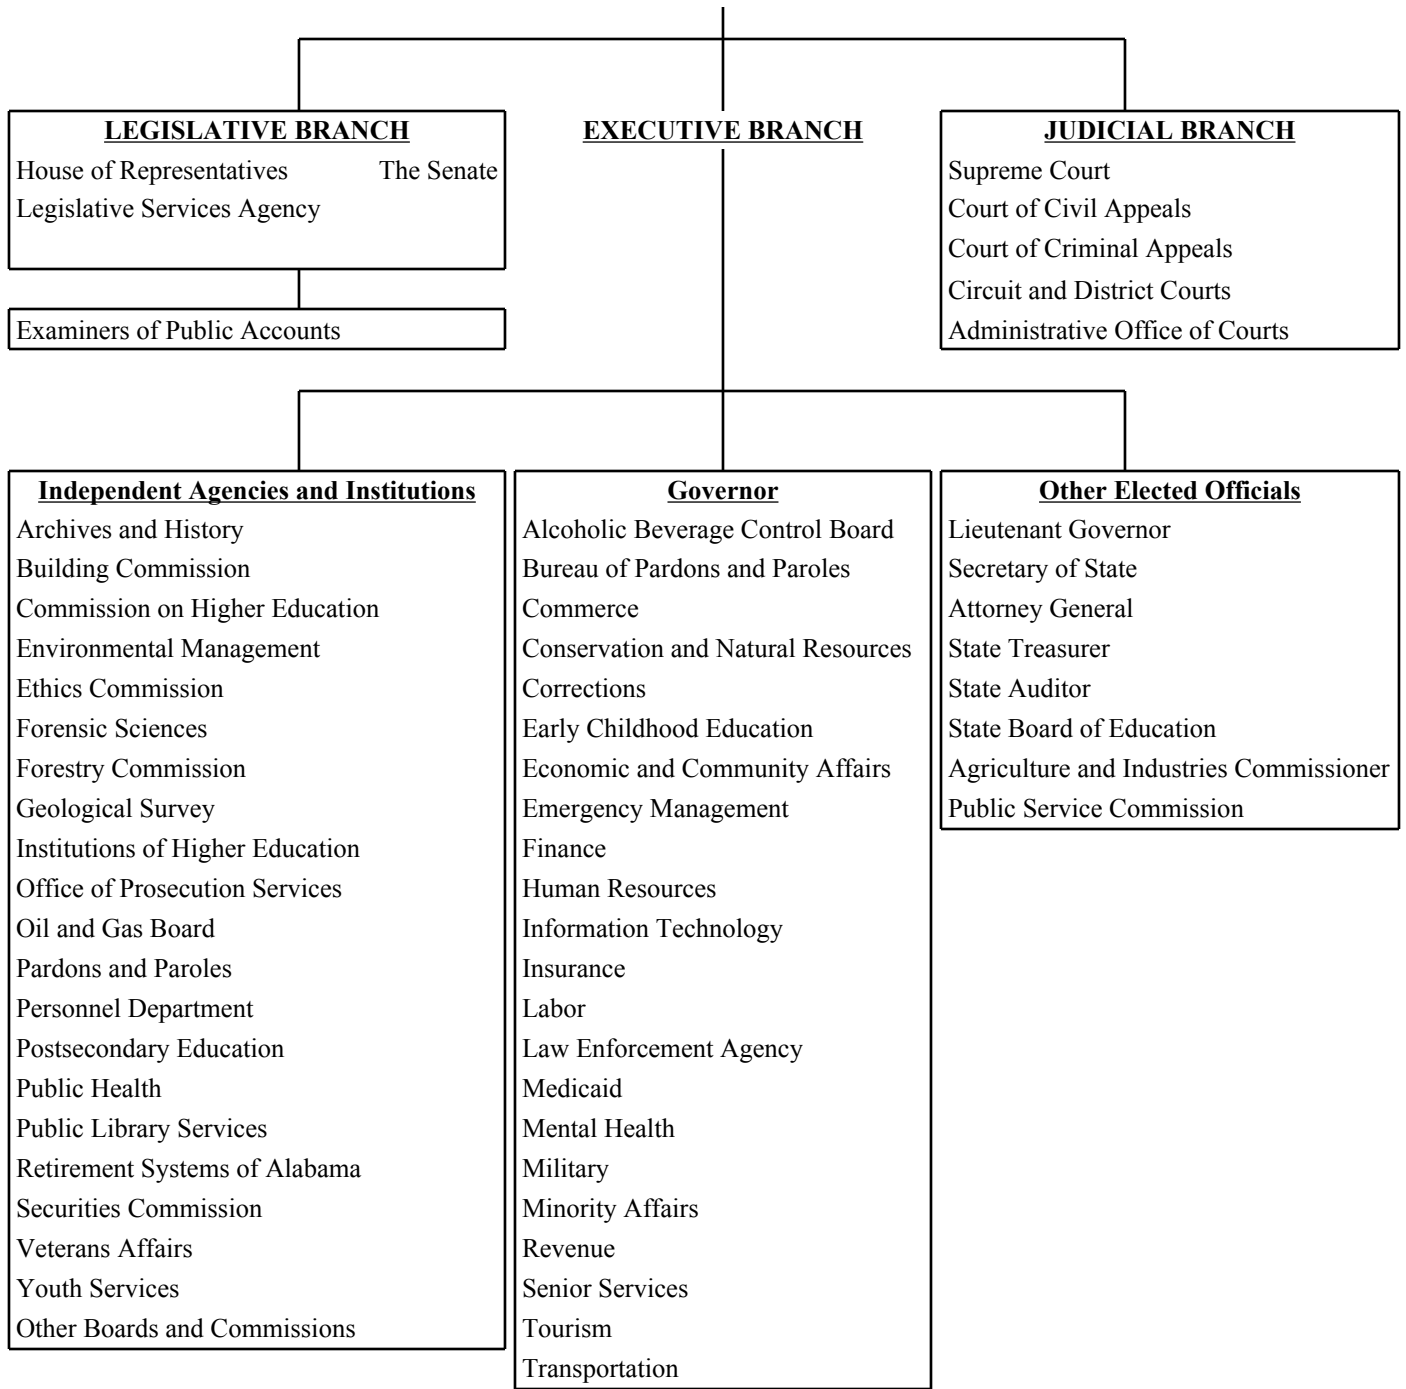 LEGISLATIVE BRANCH
House of Representatives The Senate
Legislative Services Agency
Examiners of Public Accounts
EXECUTIVE BRANCH
JUDICIAL BRANCH
Supreme Court
Court of Civil Appeals
Court of Criminal Appeals
Circuit and District Courts
Administrative Office of Courts
Independent Agencies and Institutions
Archives and History
Building Commission
Commission on Higher Education
Environmental Management
Ethics Commission
Forensic Sciences
Forestry Commission
Geological Survey
Institutions of Higher Education
Office of Prosecution Services
Oil and Gas Board
Pardons and Paroles
Personnel Department
Postsecondary Education
Public Health
Public Library Services
Retirement Systems of Alabama
Securities Commission
Veterans Affairs
Youth Services
Other Boards and Commissions
Governor
Alcoholic Beverage Control Board
Bureau of Pardons and Paroles
Commerce
Conservation and Natural Resources
Corrections
Early Childhood Education
Economic and Community Affairs
Emergency Management
Finance
Human Resources
Information Technology
Insurance
Labor
Law Enforcement Agency
Medicaid
Mental Health
Military
Minority Affairs
Revenue
Senior Services
Tourism
Transportation
Other Elected Officials
Lieutenant Governor
Secretary of State
Attorney General
State Treasurer
State Auditor
State Board of Education
Agriculture and Industries Commissioner
Public Service Commission